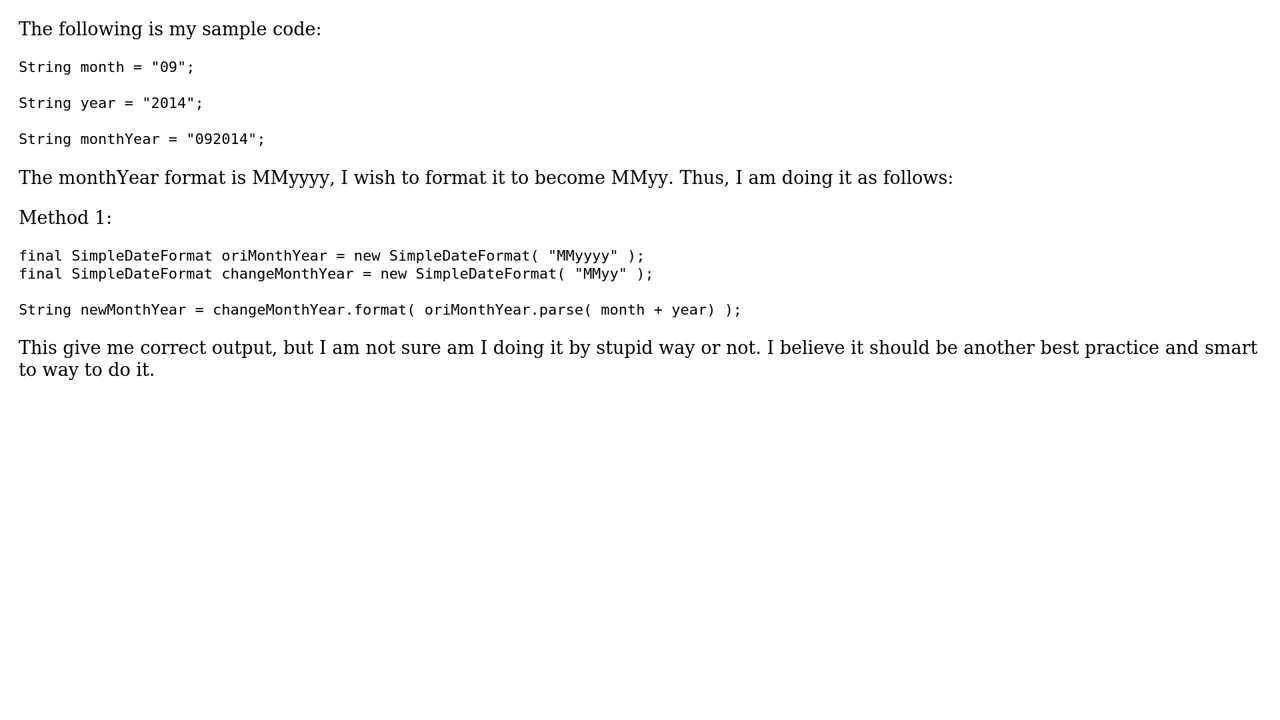 The following is my sample code:
String month = "09";
String year = "2014";
String monthYear = "092014";
The monthYear format is MMyyyy, I wish to format it to become MMyy. Thus, I am doing it as follows:
Method 1:
final SimpleDateFormat oriMonthYear = new SimpleDateFormat( "MMyyyy" );
final SimpleDateFormat changeMonthYear = new SimpleDateFormat( "MMyy" );
String newMonthYear = changeMonthYear.format( oriMonthYear.parse( month + year) );
This give me correct output, but I am not sure am I doing it by stupid way or not. I believe it should be another best practice and smart
to way to do it.